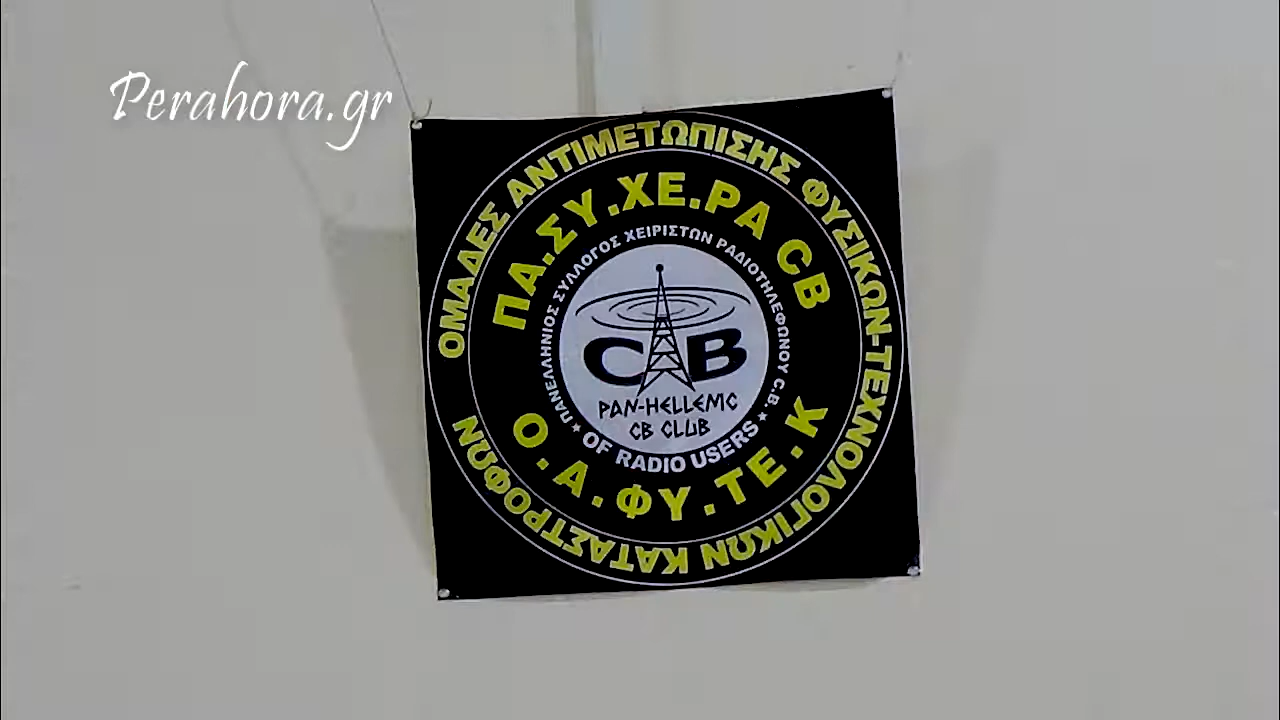 Perahora.gr
ΟΜΑΔΕΣ ΑΝΤΙΜΕΤΩΠΙΣΗΣ ΦΥΣΙΚΩΝ-ΤΕΧΝΟΛΟΓΙΚΩΝ ΚΑΤΑΣΤΡΟΦΩΝ
ΠΑ.ΣΥ.ΧΕ.ΡΑ CB
ΠΑΝΕΛΛΗΝΙΟΣ ΣΥΛΛΟΓΟΣ ΧΕΙΡΙΣΤΩΝ ΡΑΔΙΟΤΗΛΕΦΩΝΟΥ C.B.
CB
PAN-HELLENIC
CB CLUB
★ OF RADIO USERS ★
Ο.Α.ΦΥ.ΤΕ.Κ